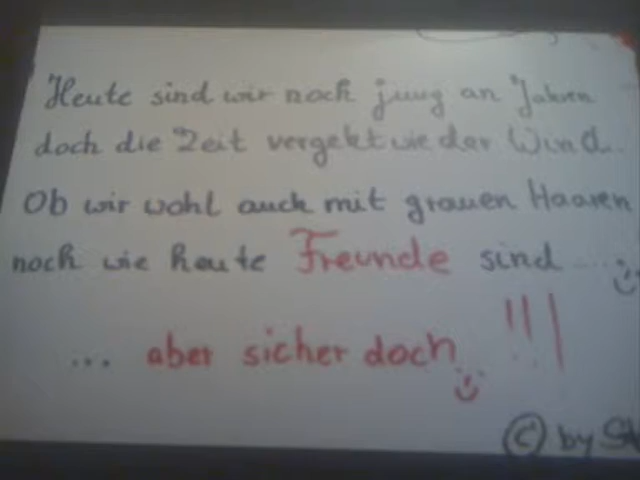 Heute sind wir noch jung an Jahren
doch die Zeit vergeht wie der Wind..
Ob wir wohl auch mit grauen Haaren
noch wie heute Freunde sind ....
... aber sicher doch !!!
© by